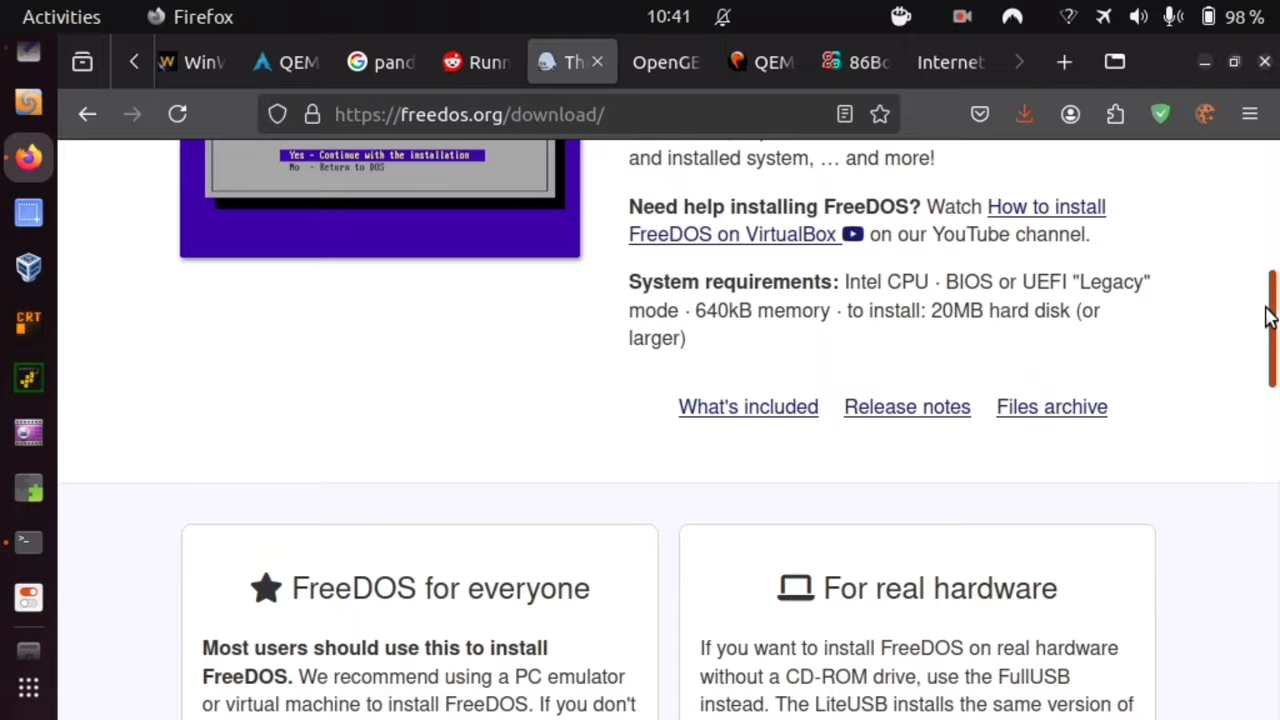 Activities
Firefox
10:41
98 %
WinW
QEM
pand
Runn
Th
OpenGE
QEM
86Bo
Internet
https://freedos.org/download/
Yes - Continue with the installation
No - Return to DOS
and installed system, … and more!
Need help installing FreeDOS? Watch How to install
FreeDOS on VirtualBox on our YouTube channel.
System requirements: Intel CPU · BIOS or UEFI "Legacy"
mode · 640kB memory · to install: 20MB hard disk (or
larger)
What's included
Release notes
Files archive
CRT
FreeDOS for everyone
Most users should use this to install
FreeDOS. We recommend using a PC emulator
or virtual machine to install FreeDOS. If you don't
For real hardware
If you want to install FreeDOS on real hardware
without a CD-ROM drive, use the FullUSB
instead. The LiteUSB installs the same version of